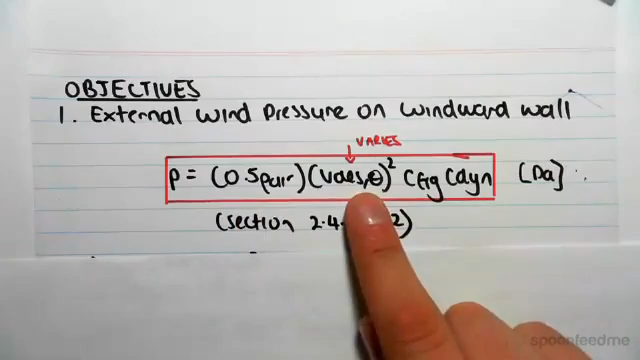 OBJECTIVES
1. External wind Pressure on windward wall
VARIES
P = (0.5ρair)(Vdes,θ)² Cfig Cdyn [Pa]
(section 2.4. 2)
spoonfeedme